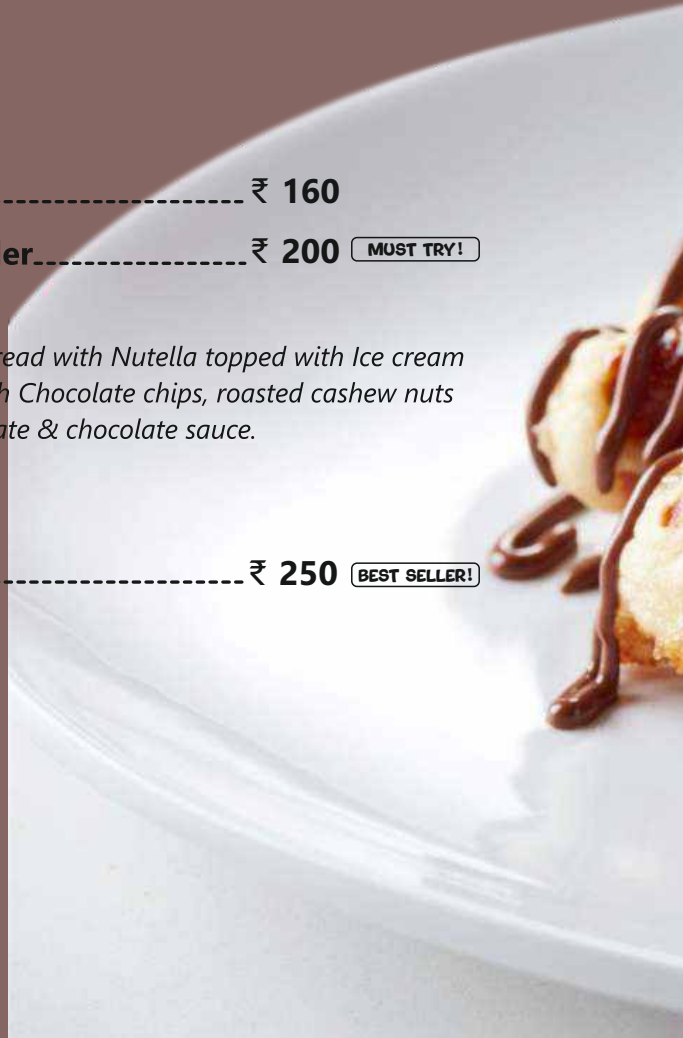 ---------------------₹ 160
er-----------------₹ 200 MUST TRY!
read with Nutella topped with Ice cream
h Chocolate chips, roasted cashew nuts
ate & chocolate sauce.
--------------------₹ 250 BEST SELLER!